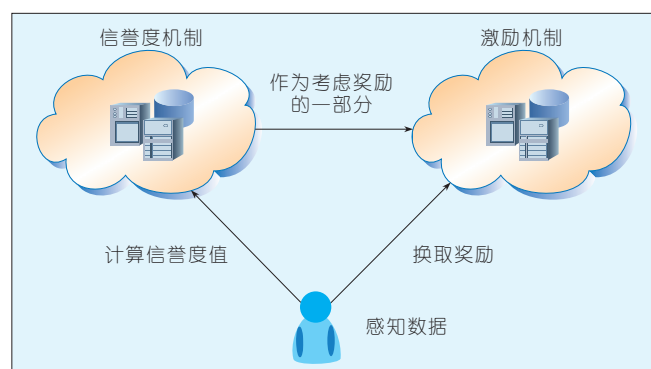 信誉度机制
激励机制
作为考虑奖励
的一部分
计算信誉度值
换取奖励
感知数据